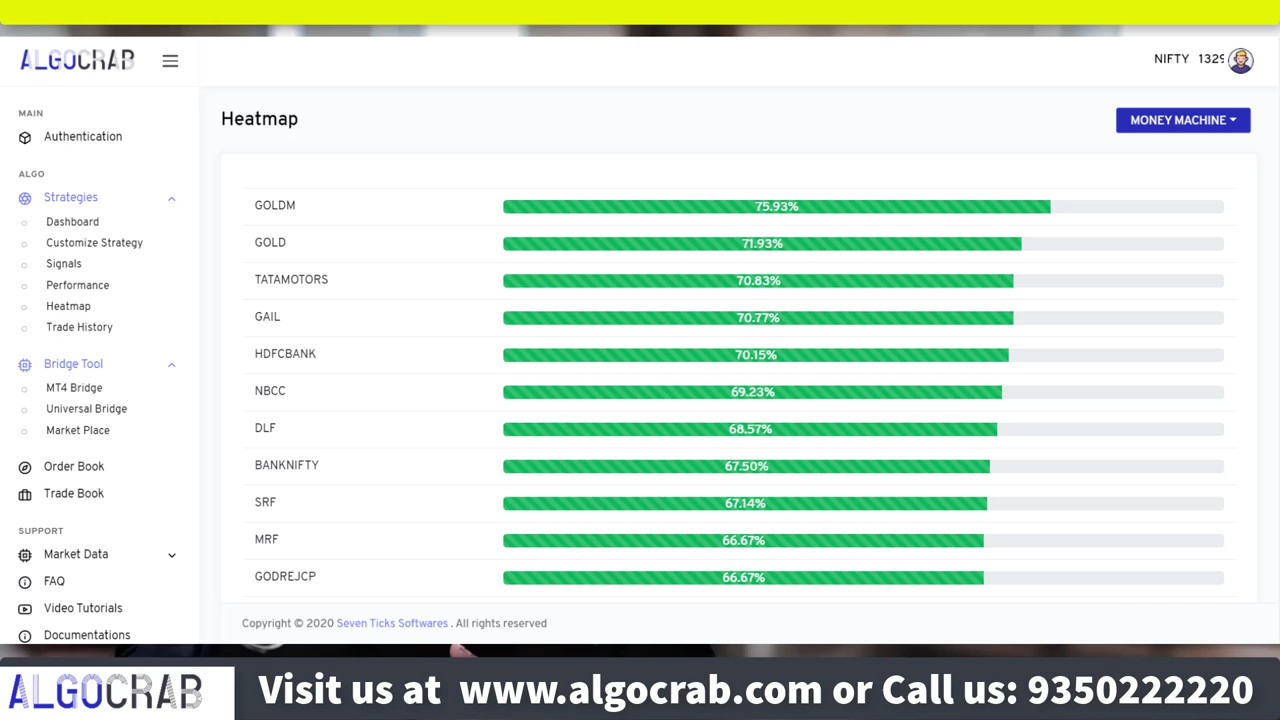 ALGOCRAB
NIFTY 1329
MAIN
Authentication
ALGO
Strategies
Dashboard
Customize Strategy
Signals
Performance
Heatmap
Trade History
Bridge Tool
MT4 Bridge
Universal Bridge
Market Place
Order Book
Trade Book
SUPPORT
Market Data
FAQ
Video Tutorials
Documentations
Heatmap
MONEY MACHINE
GOLDM 75.93%
GOLD 71.93%
TATAMOTORS 70.83%
GAIL 70.77%
HDFCBANK 70.15%
NBCC 69.23%
DLF 68.57%
BANKNIFTY 67.50%
SRF 67.14%
MRF 66.67%
GODREJCP 66.67%
Copyright © 2020 Seven Ticks Softwares . All rights reserved
ALGOCRAB
Visit us at www.algocrab.com or Call us: 9350222220